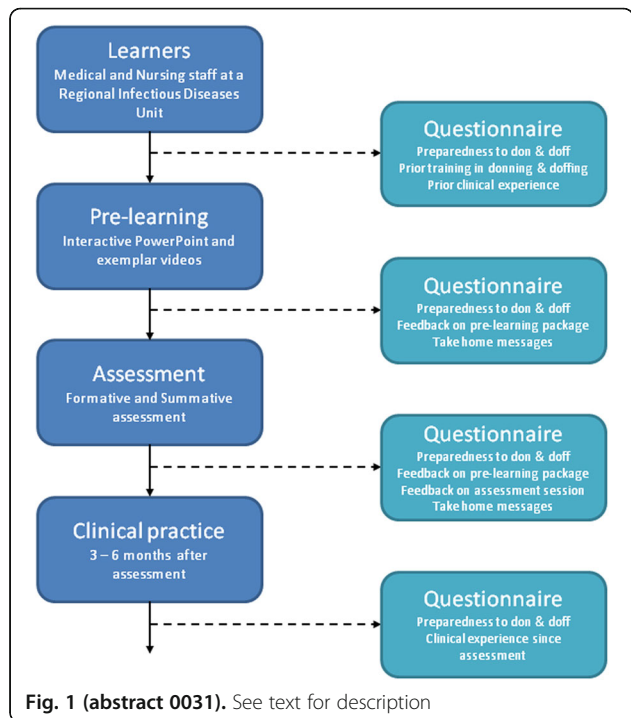 Learners
Medical and Nursing staff at a
Regional Infectious Diseases
Unit
Questionnaire
Preparedness to don & doff
Prior training in donning & doffing
Prior clinical experience
Pre-learning
Interactive PowerPoint and
exemplar videos
Questionnaire
Preparedness to don & doff
Feedback on pre-learning package
Take home messages
Assessment
Formative and Summative
assessment
Questionnaire
Preparedness to don & doff
Feedback on pre-learning package
Feedback on assessment session
Take home messages
Clinical practice
3 – 6 months after
assessment
Questionnaire
Preparedness to don & doff
Clinical experience since
assessment
Fig. 1 (abstract 0031). See text for description